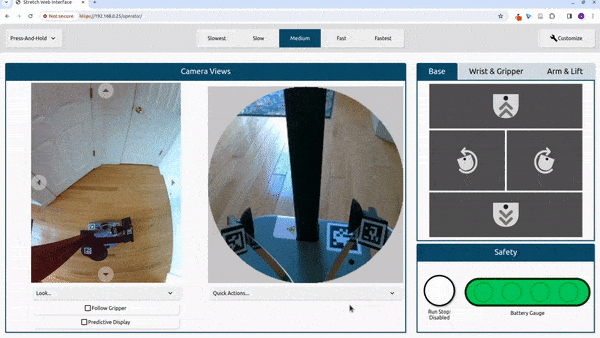 Stretch Web Interface
Not secure https://192.168.0.25/operator/
Press-And-Hold
Slowest
Slow
Medium
Fast
Fastest
Customize
Camera Views
Look...
Follow Gripper
Predictive Display
Quick Actions...
Base
Wrist & Gripper
Arm & Lift
Safety
Run Stop:
Disabled
Battery Gauge